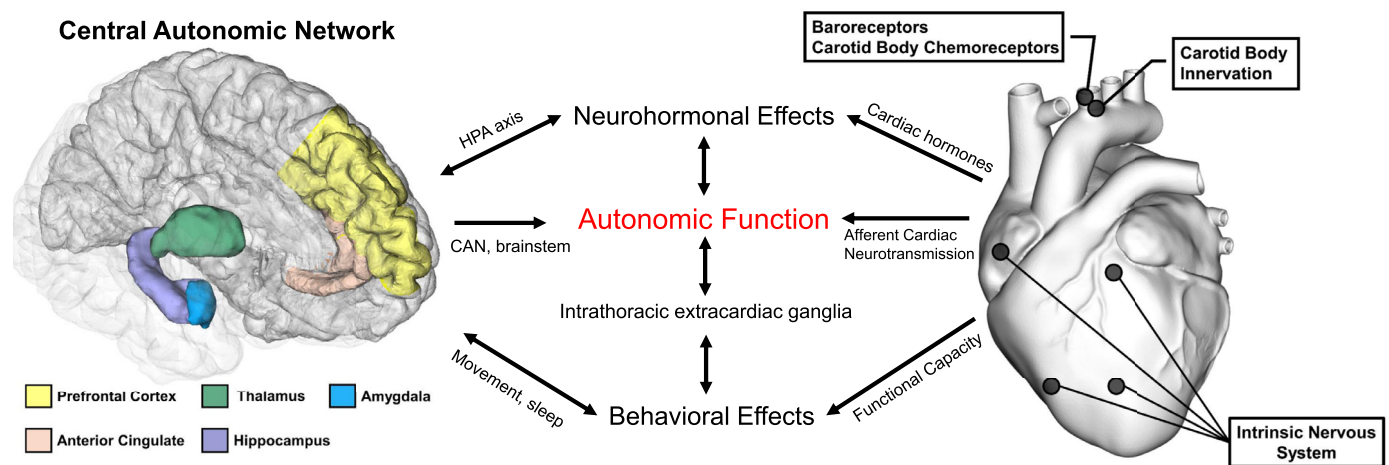 Central Autonomic Network
Baroreceptors
Carotid Body Chemoreceptors
Carotid Body
Innervation
HPA axis
Neurohormonal Effects
Cardiac hormones
CAN, brainstem
Autonomic Function
Afferent Cardiac
Neurotransmission
Intrathoracic extracardiac ganglia
Movement, sleep
Behavioral Effects
Functional Capacity
Prefrontal Cortex
Thalamus
Amygdala
Anterior Cingulate
Hippocampus
Intrinsic Nervous
System